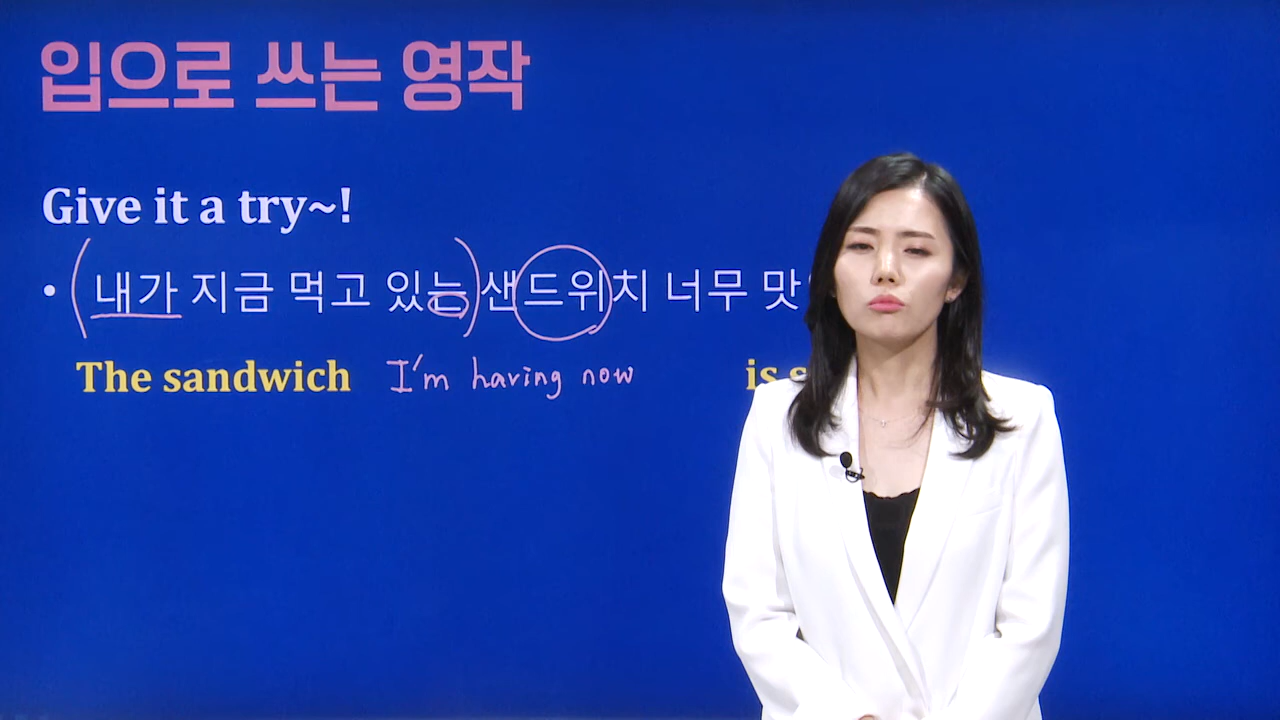 입으로 쓰는 영작
Give it a try~!
• 내가 지금 먹고 있는 샌드위치 너무
The sandwich I'm having now is